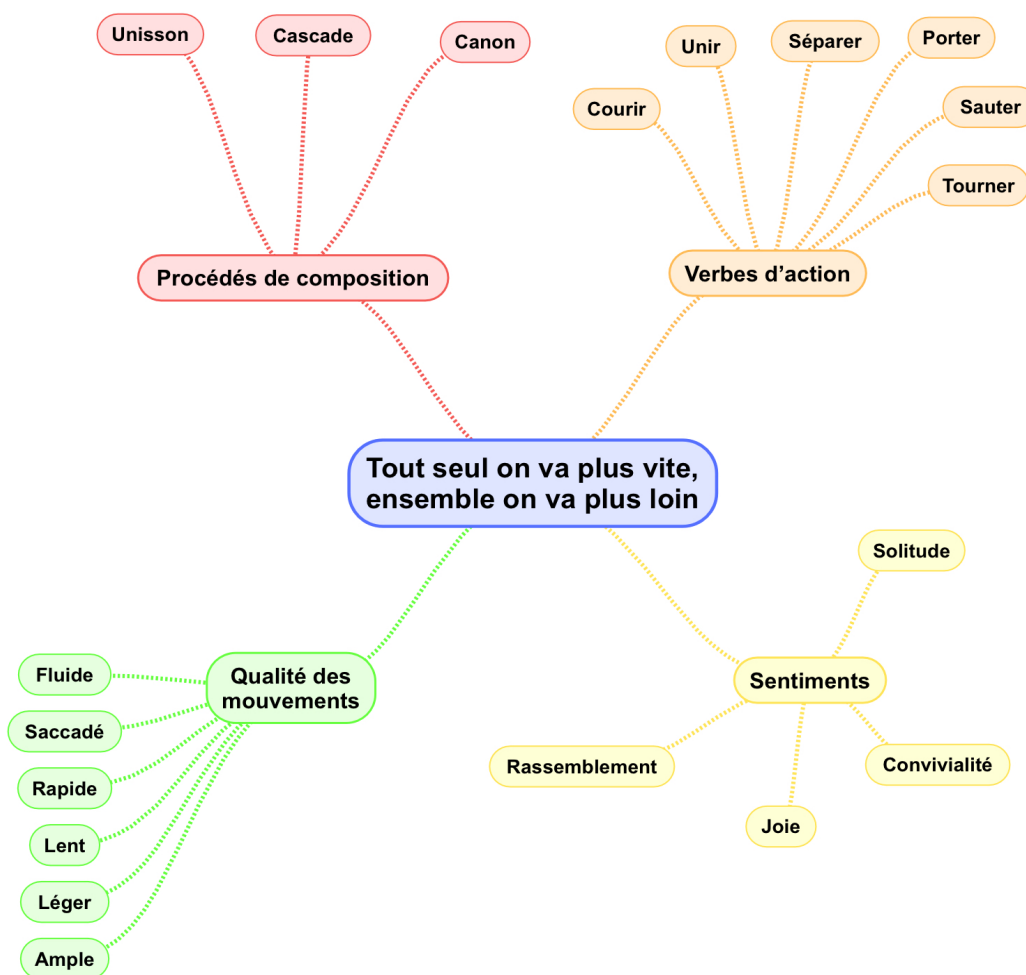 Unisson
Cascade
Canon
Procédés de composition
Unir
Séparer
Porter
Courir
Sauter
Tourner
Verbes d’action
Tout seul on va plus vite,
ensemble on va plus loin
Qualité des
mouvements
Fluide
Saccadé
Rapide
Lent
Léger
Ample
Solitude
Sentiments
Rassemblement
Convivialité
Joie